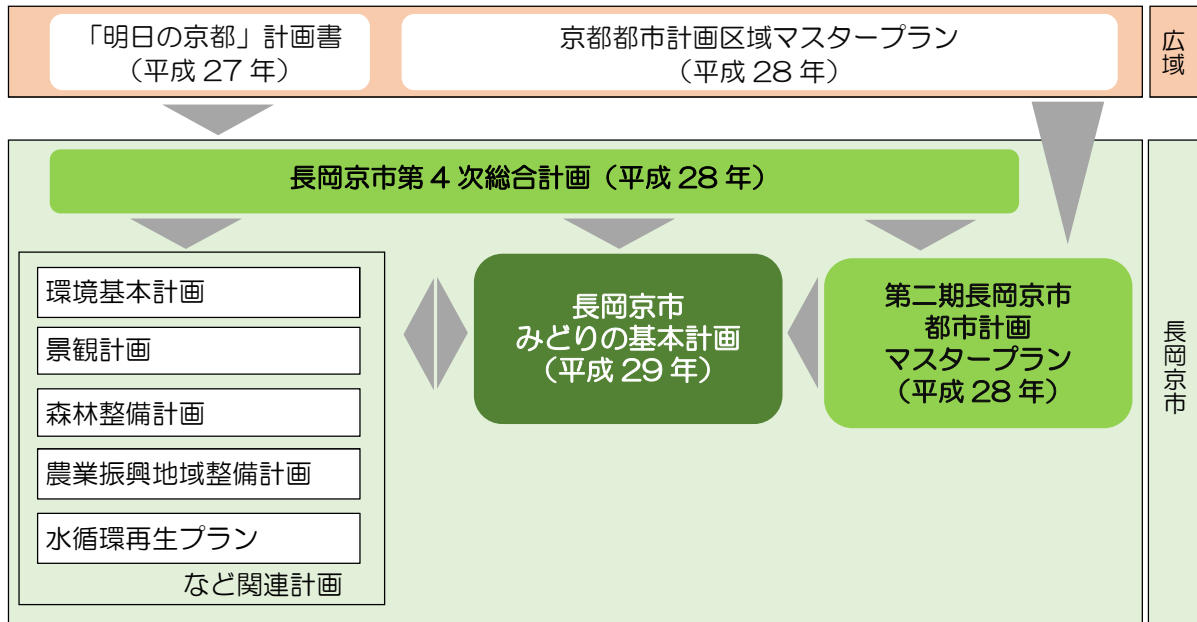 「明日の京都」計画書
（平成 27 年）
京都都市計画区域マスタープラン
（平成 28 年）
広域
長岡京市第 4 次総合計画（平成 28 年）
環境基本計画
景観計画
森林整備計画
農業振興地域整備計画
水循環再生プラン
など関連計画
長岡京市
みどりの基本計画
（平成 29 年）
第二期長岡京市
都市計画
マスタープラン
（平成 28 年）
長岡京市